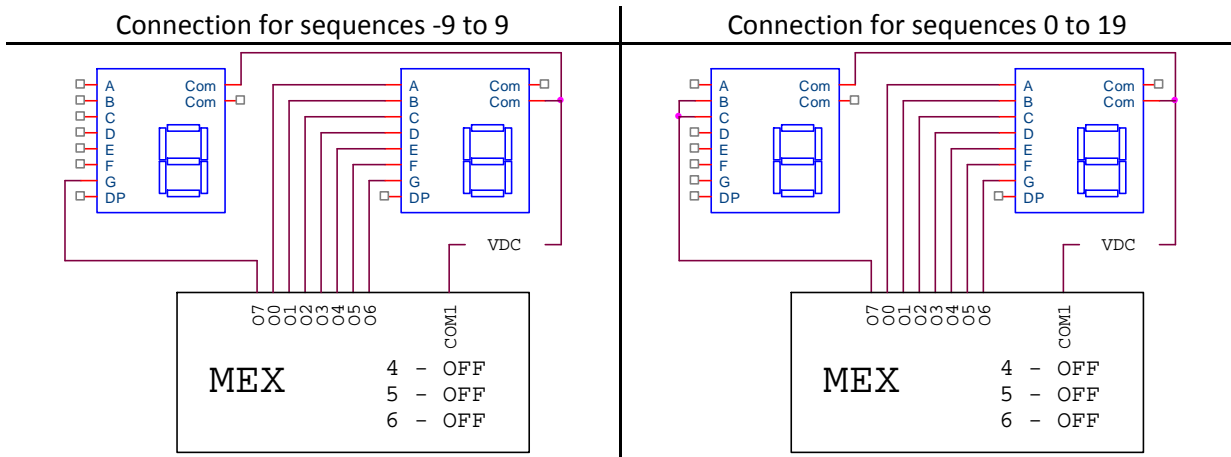 Connection for sequences -9 to 9
A Com
B Com
C
D
E
F
G
DP
A Com
B Com
C
D
E
F
G
DP
VDC
O7 O0 O1 O2 O3 O4 O5 O6 COM1
MEX
4 - OFF
5 - OFF
6 - OFF
Connection for sequences 0 to 19
A Com
B Com
C
D
E
F
G
DP
A Com
B Com
C
D
E
F
G
DP
VDC
O7 O0 O1 O2 O3 O4 O5 O6 COM1
MEX
4 - OFF
5 - OFF
6 - OFF